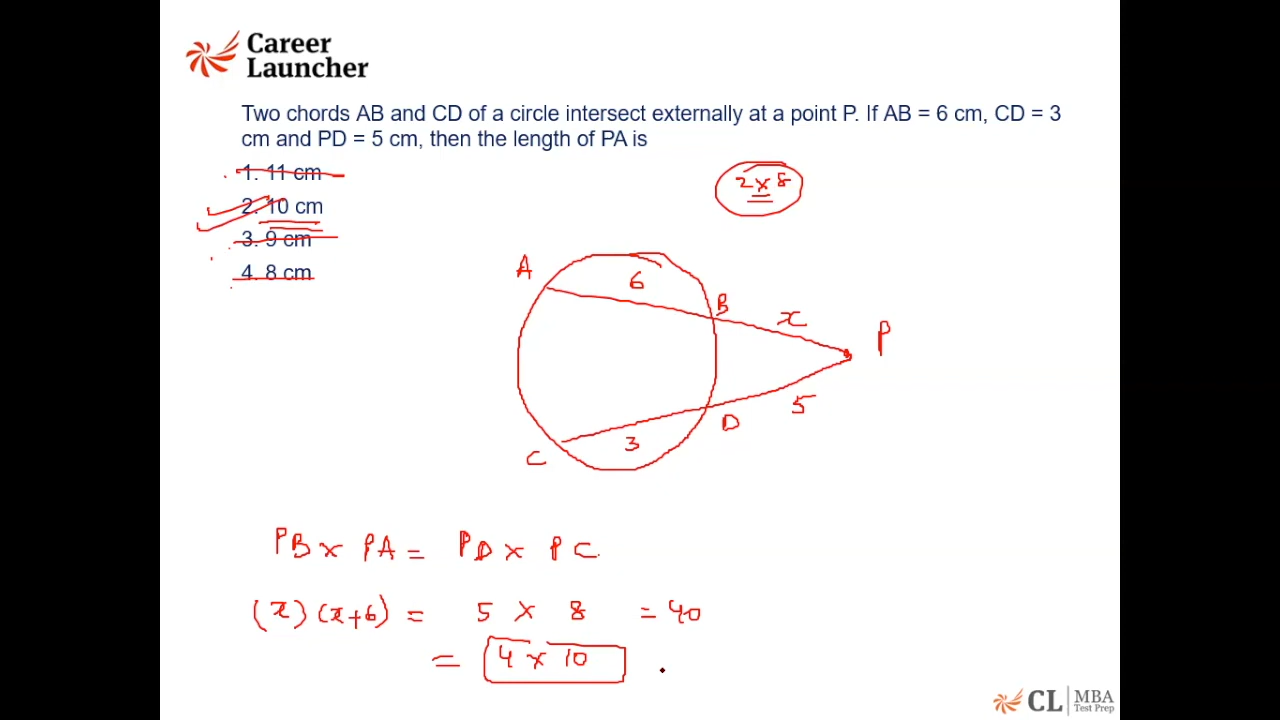 Career
Launcher
Two chords AB and CD of a circle intersect externally at a point P. If AB = 6 cm, CD = 3
cm and PD = 5 cm, then the length of PA is
1. 11 cm
2. 10 cm
3. 9 cm
4. 8 cm
2 x 8
A
6
B
x
P
5
D
3
C
PB x PA = PD x PC
(x) (x+6) = 5 x 8 = 40
= 4 x 10
CL MBA
Test Prep